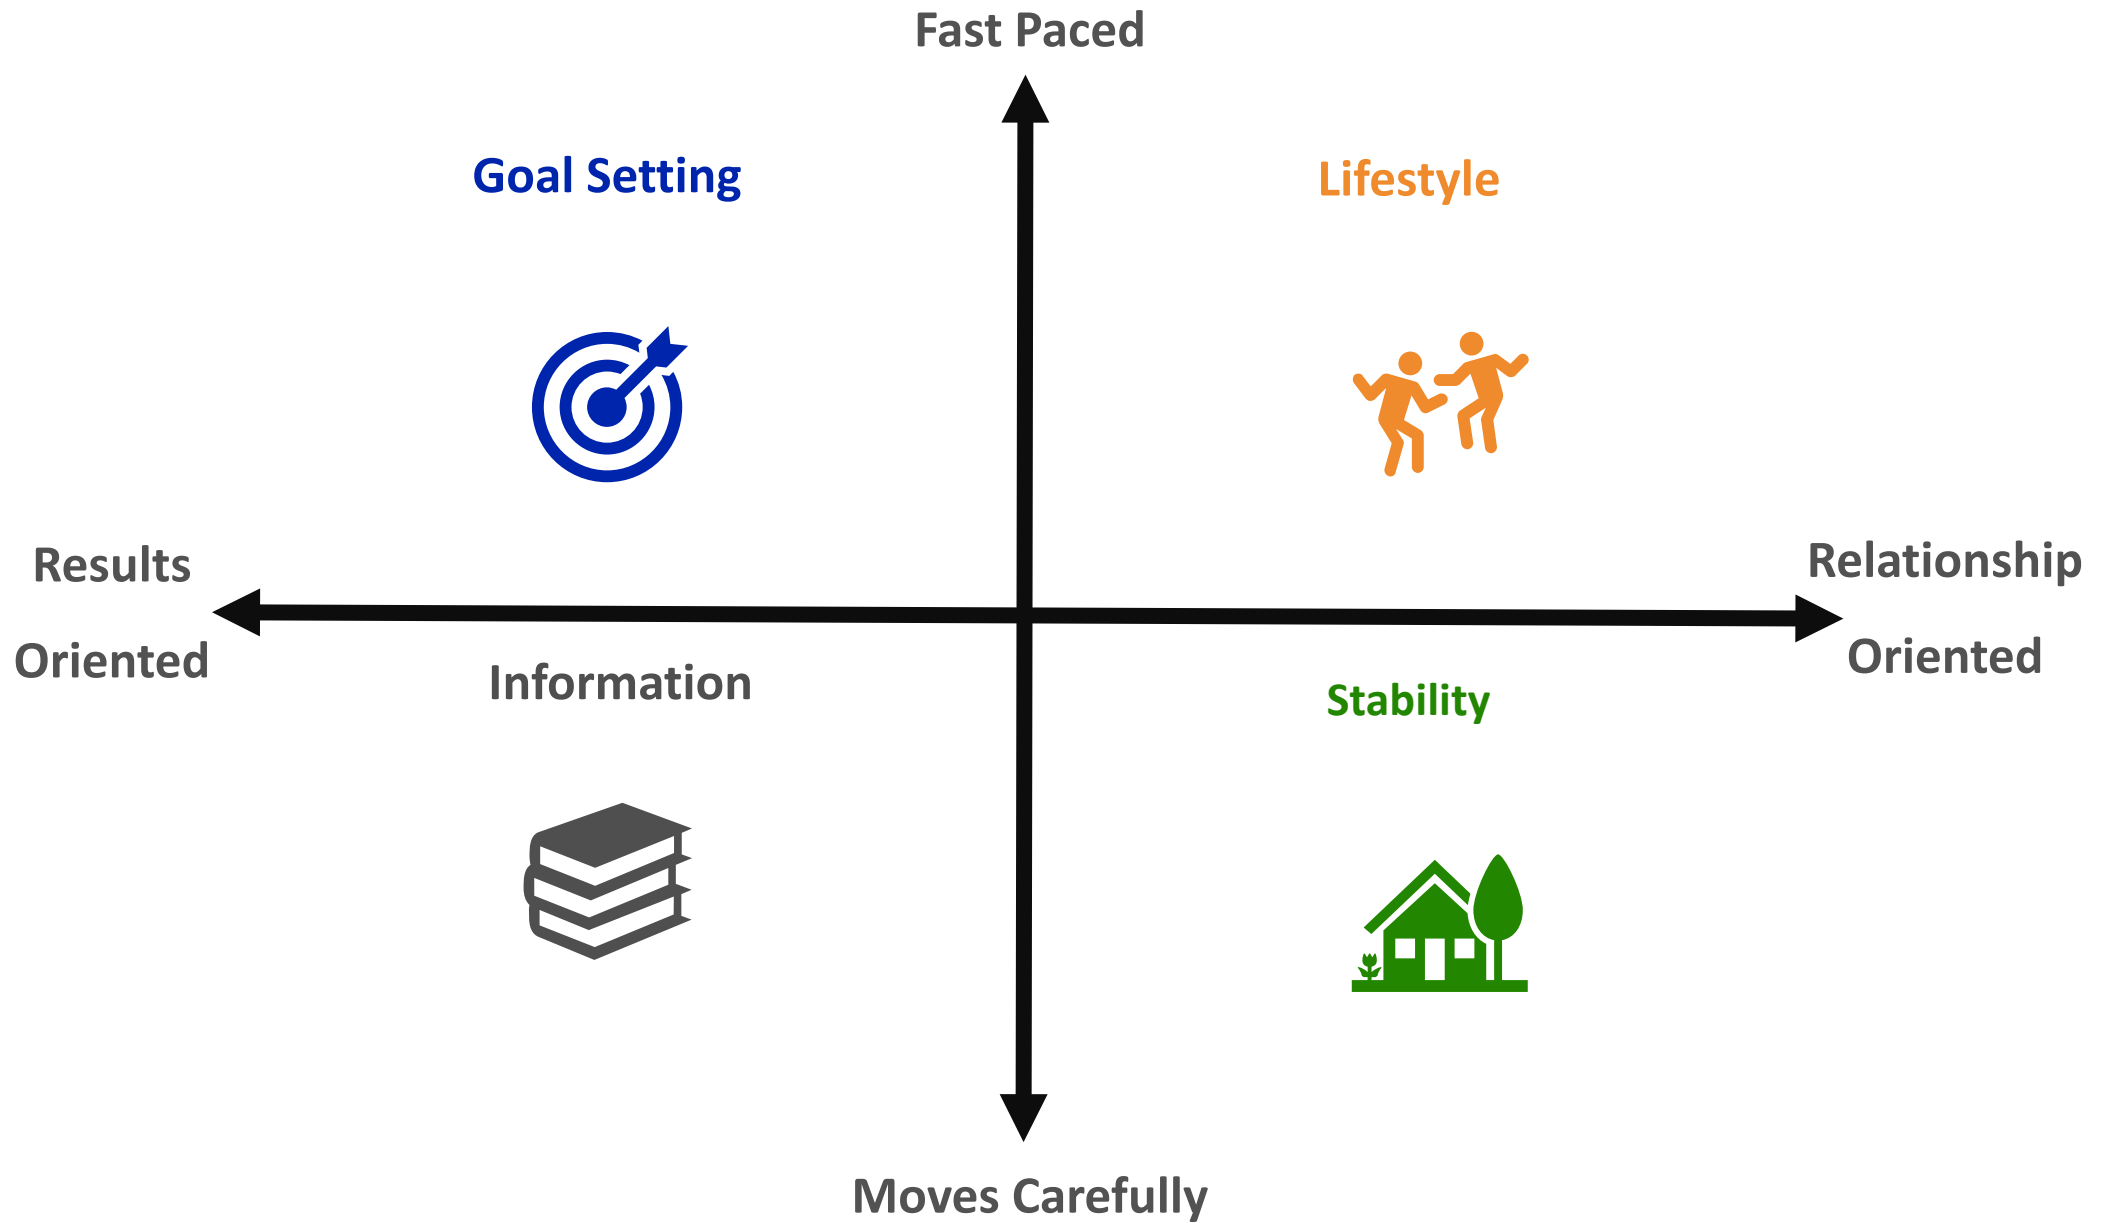 Fast Paced
Goal Setting
Lifestyle
Results
Oriented
Relationship
Oriented
Information
Stability
Moves Carefully